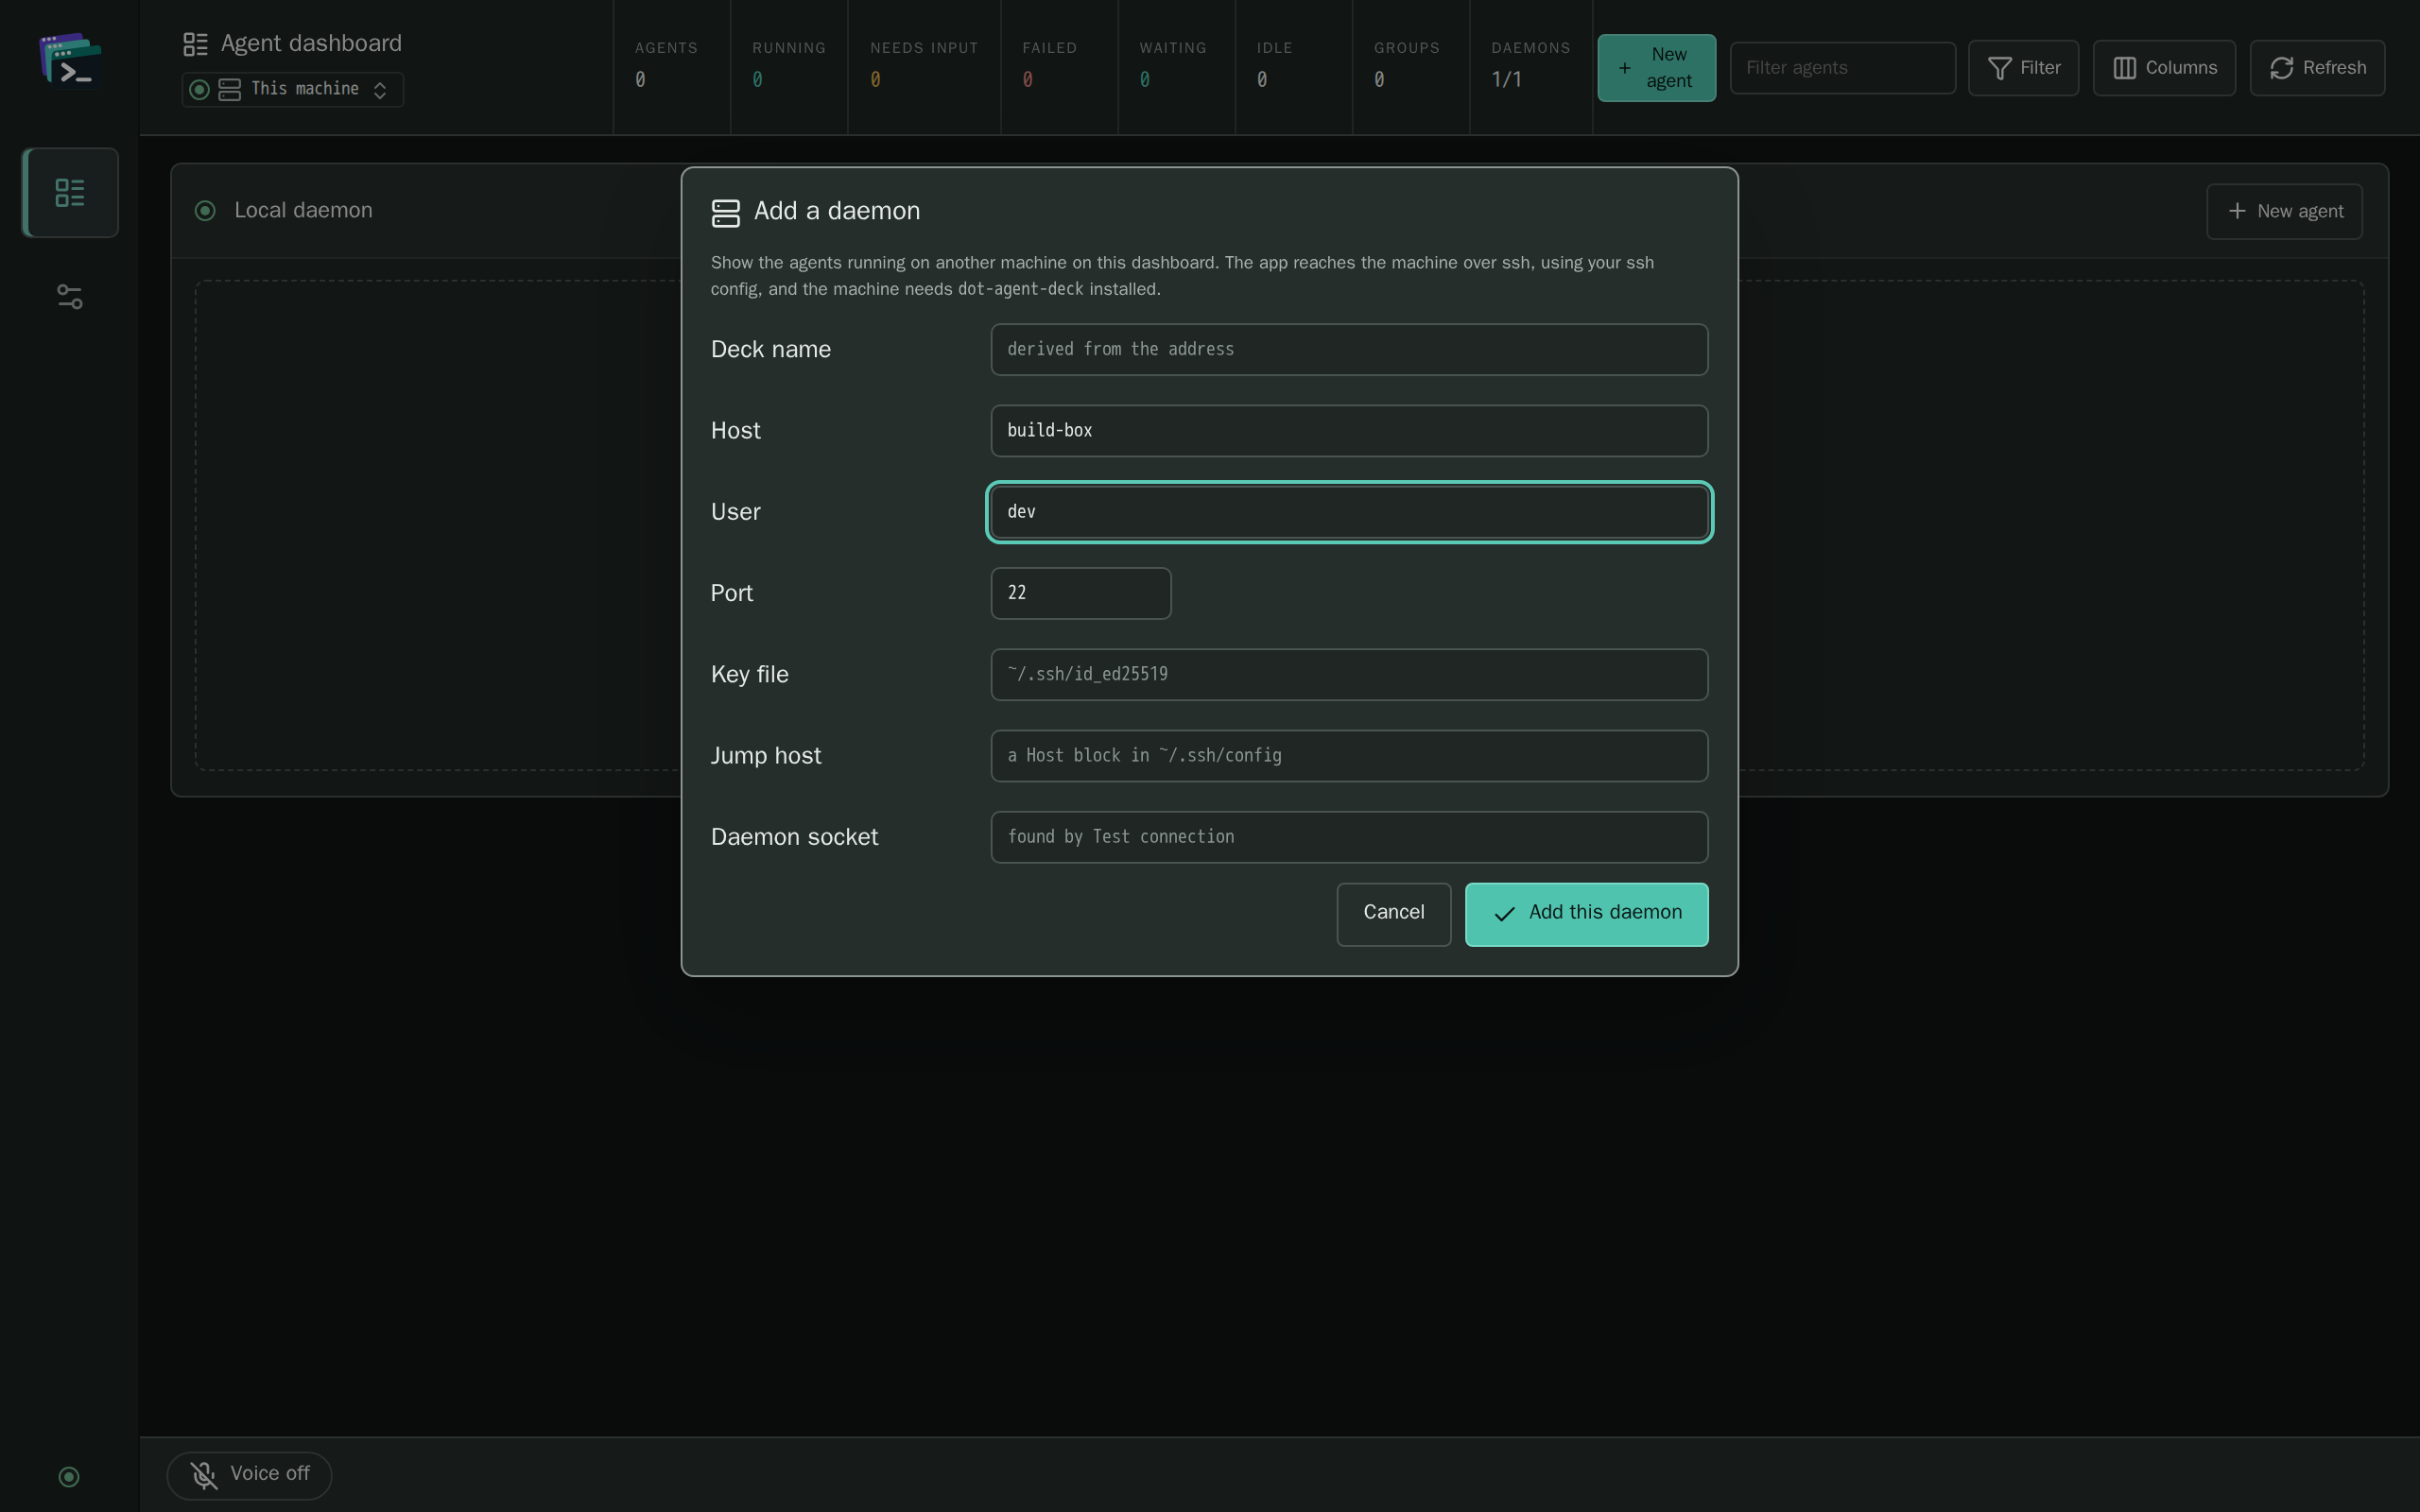 Agent dashboard
This machine
AGENTS
0
RUNNING
0
NEEDS INPUT
0
FAILED
0
WAITING
0
IDLE
0
GROUPS
0
DAEMONS
1/1
+ New
agent
Filter agents
Filter
Columns
Refresh
Local daemon
+ New agent
Add a daemon
Show the agents running on another machine on this dashboard. The app reaches the machine over ssh, using your ssh
config, and the machine needs dot-agent-deck installed.
Deck name
derived from the address
Host
build-box
User
dev
Port
22
Key file
~/.ssh/id_ed25519
Jump host
a Host block in ~/.ssh/config
Daemon socket
found by Test connection
Cancel
Add this daemon
Voice off